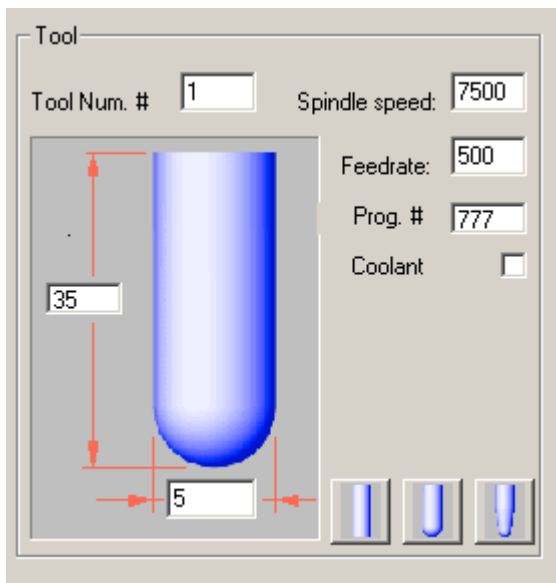 Tool
Tool Num. # 1 Spindle speed: 7500
Feedrate: 500
Prog. # 777
Coolant
35
5